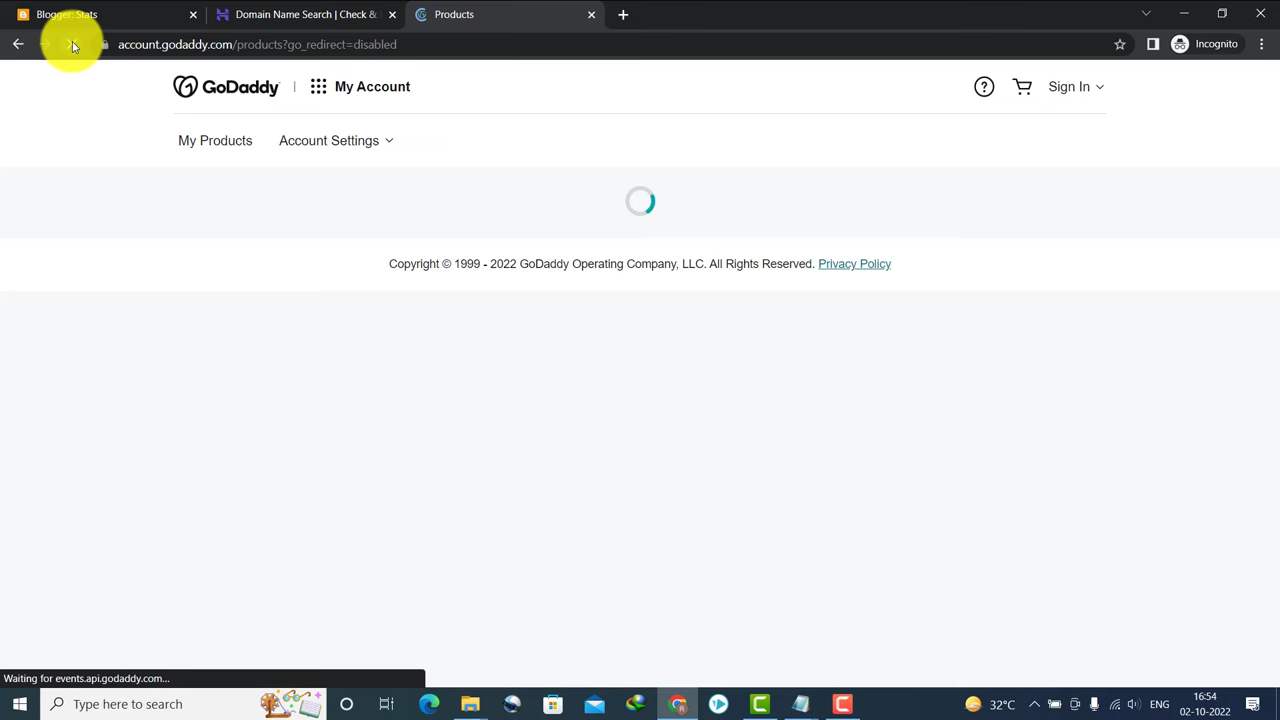 Blogger: Stats
Domain Name Search | Check &
Products
account.godaddy.com/products?go_redirect=disabled
Incognito
GoDaddy | My Account
Sign In
My Products Account Settings
Copyright © 1999 - 2022 GoDaddy Operating Company, LLC. All Rights Reserved. Privacy Policy
Waiting for events.api.godaddy.com...
Type here to search
32°C
ENG
16:54
02-10-2022